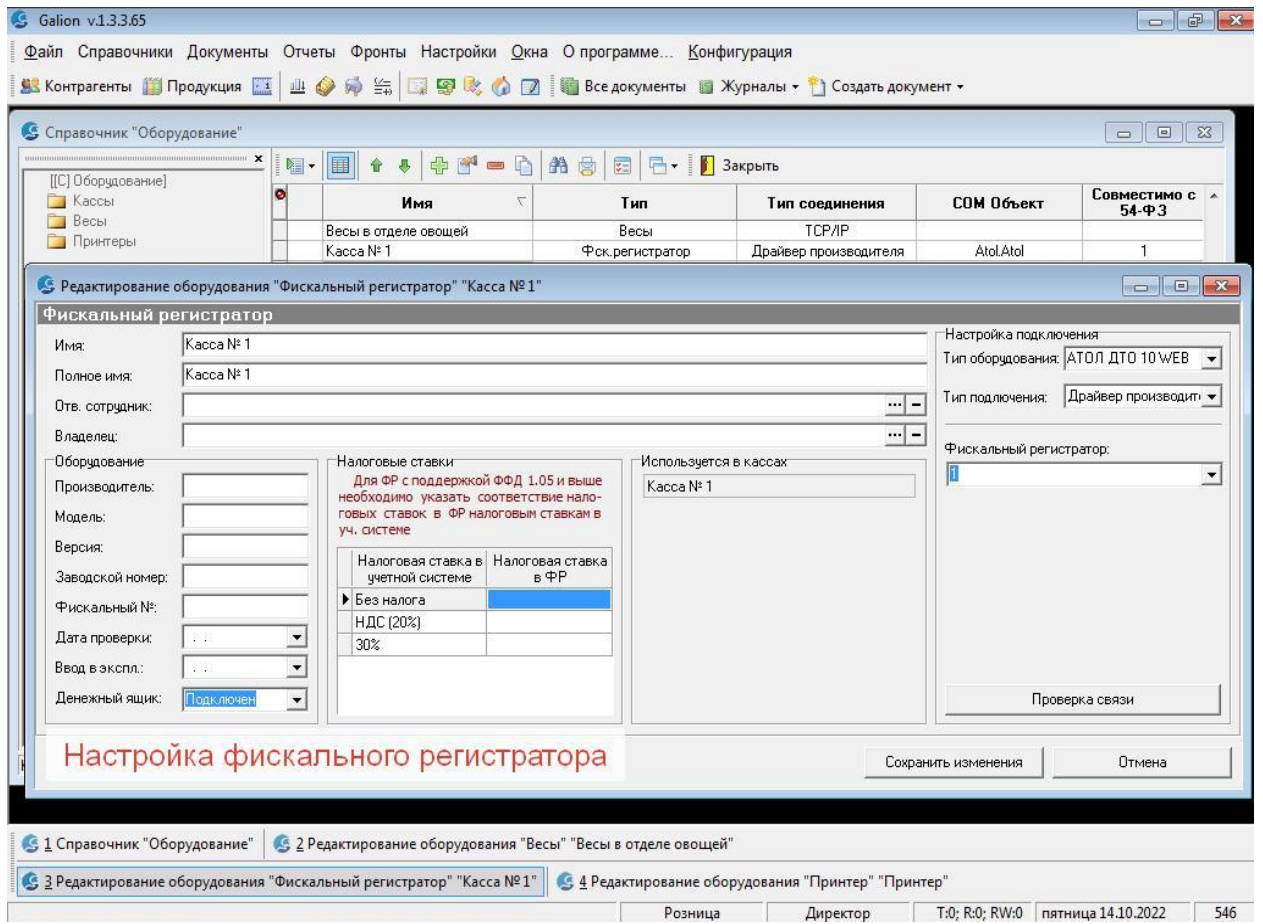 Galion v.1.3.3.65
Файл Справочники Документы Отчеты Фронты Настройки Окна О программе... Конфигурация
Контрагенты Продукция Все документы Журналы Создать документ
Справочник "Оборудование"
Закрыть
[[C] Оборудование]
Кассы
Весы
Принтеры
Имя Тип Тип соединения COM Объект Совместимо с 54-ФЗ
Весы в отделе овощей Весы TCP/IP
Касса № 1 Фск.регистратор Драйвер производителя Atol.Atol 1
Редактирование оборудования "Фискальный регистратор" "Касса № 1"
Фискальный регистратор
Имя: Касса № 1
Полное имя: Касса № 1
Отв. сотрудник:
Владелец:
Оборудование
Производитель:
Модель:
Версия:
Заводской номер:
Фискальный №:
Дата проверки: . .
Ввод в экспл.: . .
Денежный ящик: Подключен
Налоговые ставки
Для ФР с поддержкой ФФД 1.05 и выше
необходимо указать соответствие нало-
говых ставок в ФР налоговым ставкам в
уч. системе
Налоговая ставка в Налоговая ставка
учетной системе в ФР
Без налога
НДС (20%)
30%
Используется в кассах
Касса № 1
Настройка подключения
Тип оборудования: АТОЛ ДТО 10 WEB
Тип подлючения: Драйвер производит
Фискальный регистратор:
1
Проверка связи
Настройка фискального регистратора
Сохранить изменения Отмена
1 Справочник "Оборудование" 2 Редактирование оборудования "Весы" "Весы в отделе овощей"
3 Редактирование оборудования "Фискальный регистратор" "Касса № 1" 4 Редактирование оборудования "Принтер" "Принтер"
Розница Директор T:0; R:0; RW:0 пятница 14.10.2022 546